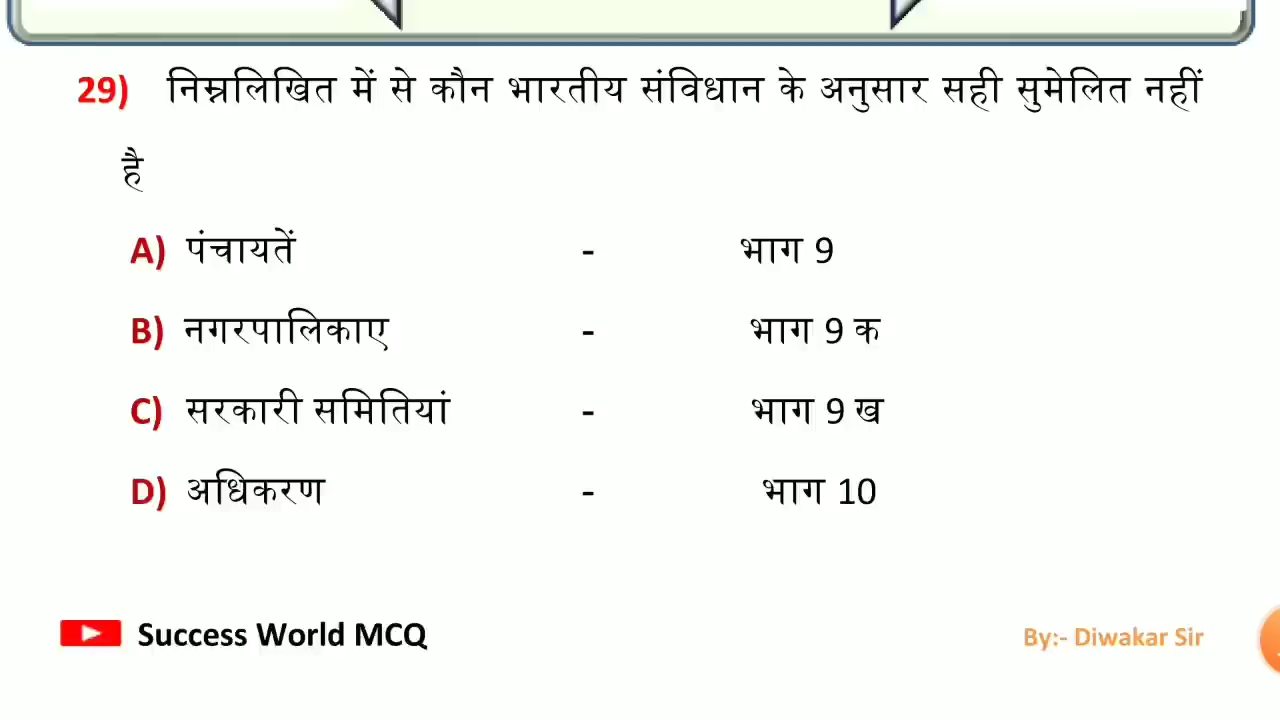 29) निम्नलिखित में से कौन भारतीय संविधान के अनुसार सही सुमेलित नहीं
है
A) पंचायतें - भाग 9
B) नगरपालिकाए - भाग 9 क
C) सरकारी समितियां - भाग 9 ख
D) अधिकरण - भाग 10
Success World MCQ By:- Diwakar Sir